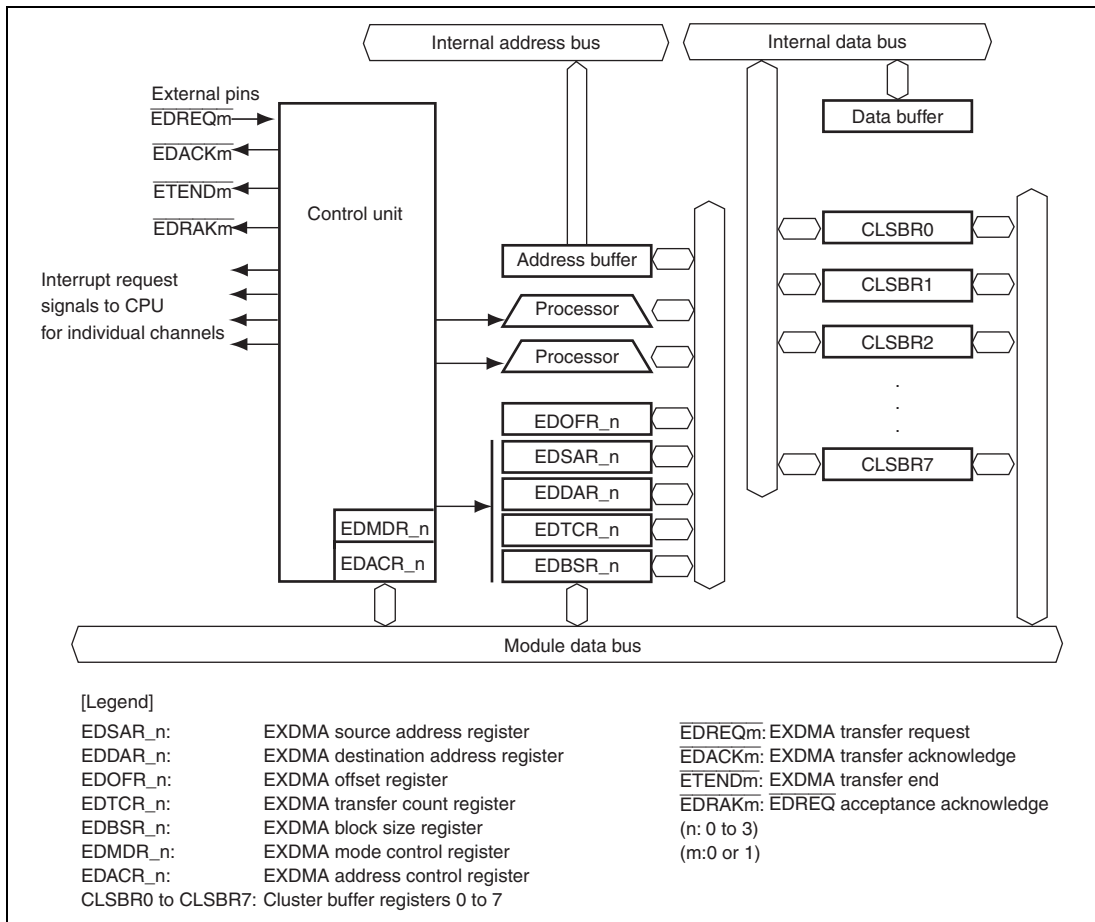 Internal address bus
Internal data bus
External pins
EDREQm
EDACKm
ETENDm
EDRAKm
Interrupt request
signals to CPU
for individual channels
Control unit
EDMDR_n
EDACR_n
Address buffer
Processor
Processor
EDOFR_n
EDSAR_n
EDDAR_n
EDTCR_n
EDBSR_n
Data buffer
CLSBR0
CLSBR1
CLSBR2
.
.
.
CLSBR7
Module data bus
[Legend]
EDSAR_n: EXDMA source address register
EDDAR_n: EXDMA destination address register
EDOFR_n: EXDMA offset register
EDTCR_n: EXDMA transfer count register
EDBSR_n: EXDMA block size register
EDMDR_n: EXDMA mode control register
EDACR_n: EXDMA address control register
CLSBR0 to CLSBR7: Cluster buffer registers 0 to 7
EDREQm: EXDMA transfer request
EDACKm: EXDMA transfer acknowledge
ETENDm: EXDMA transfer end
EDRAKm: EDREQ acceptance acknowledge
(n: 0 to 3)
(m:0 or 1)